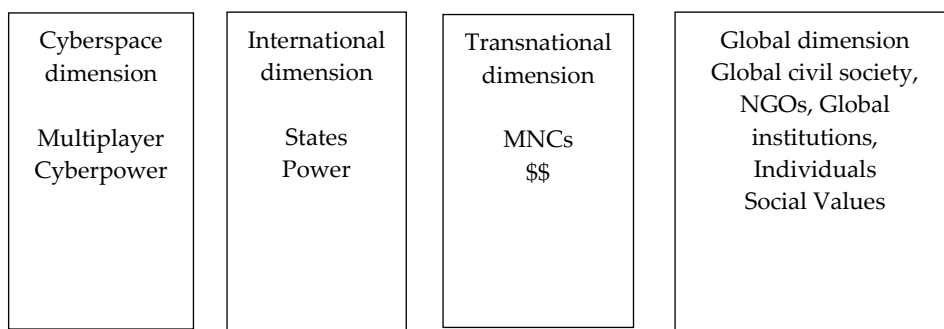 Cyberspace
dimension
Multiplayer
Cyberpower
International
dimension
States
Power
Transnational
dimension
MNCs
$$
Global dimension
Global civil society,
NGOs, Global
institutions,
Individuals
Social Values